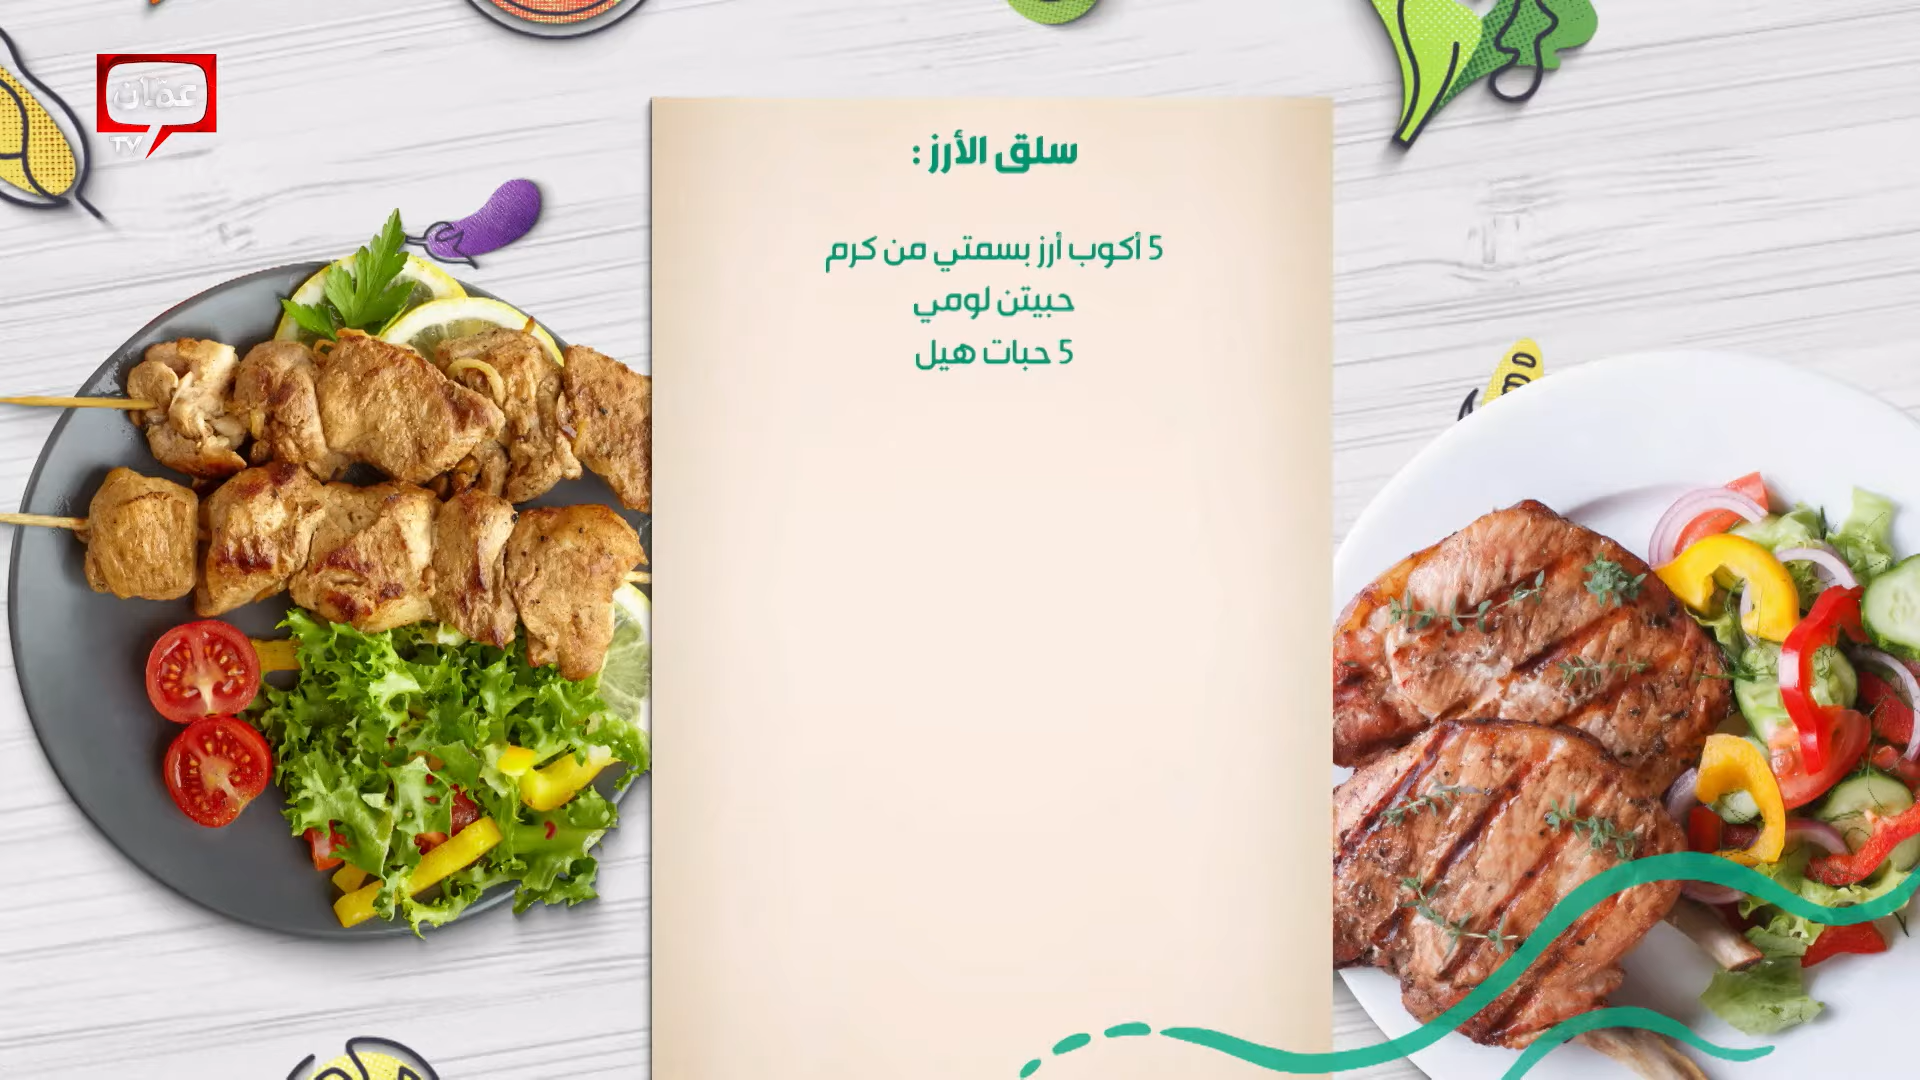 عمّان
TV
سلق الأرز :
5 أكوب أرز بسمتي من كرم
حبيتن لومي
5 حبات هيل